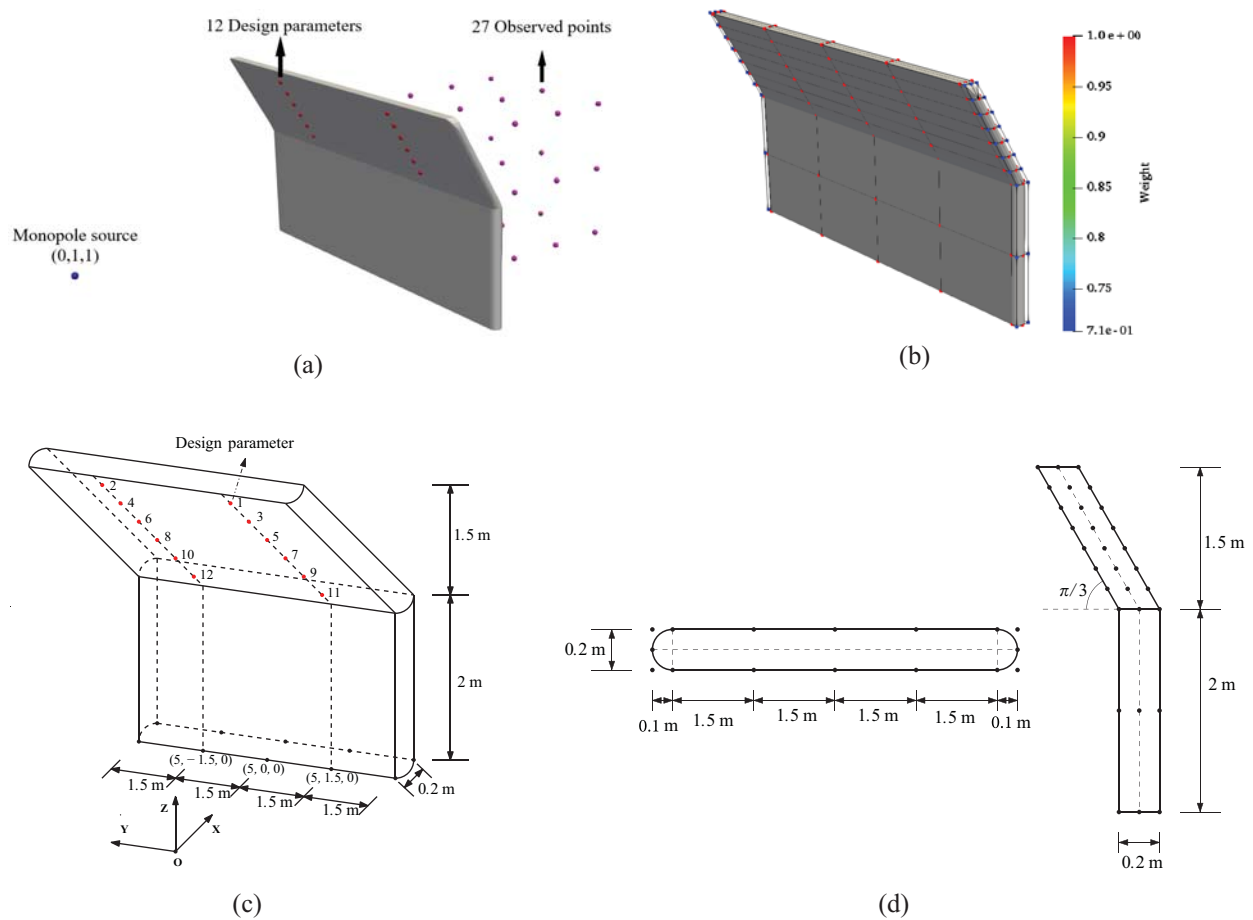 12 Design parameters
27 Observed points
Monopole source
(0,1,1)
(a)
1.0e+00
0.95
0.9
0.85
0.8
0.75
7.1e-01
Weight
(b)
Design parameter
2
4
6
8
10
12
1
3
5
7
9
11
1.5 m
2 m
(5, − 1.5, 0)
(5, 0, 0)
(5, 1.5, 0)
0.2 m
1.5 m
1.5 m
1.5 m
1.5 m
Z
Y
X
O
(c)
0.2 m
0.1 m
1.5 m
1.5 m
1.5 m
1.5 m
0.1 m
π/3
1.5 m
2 m
0.2 m
(d)